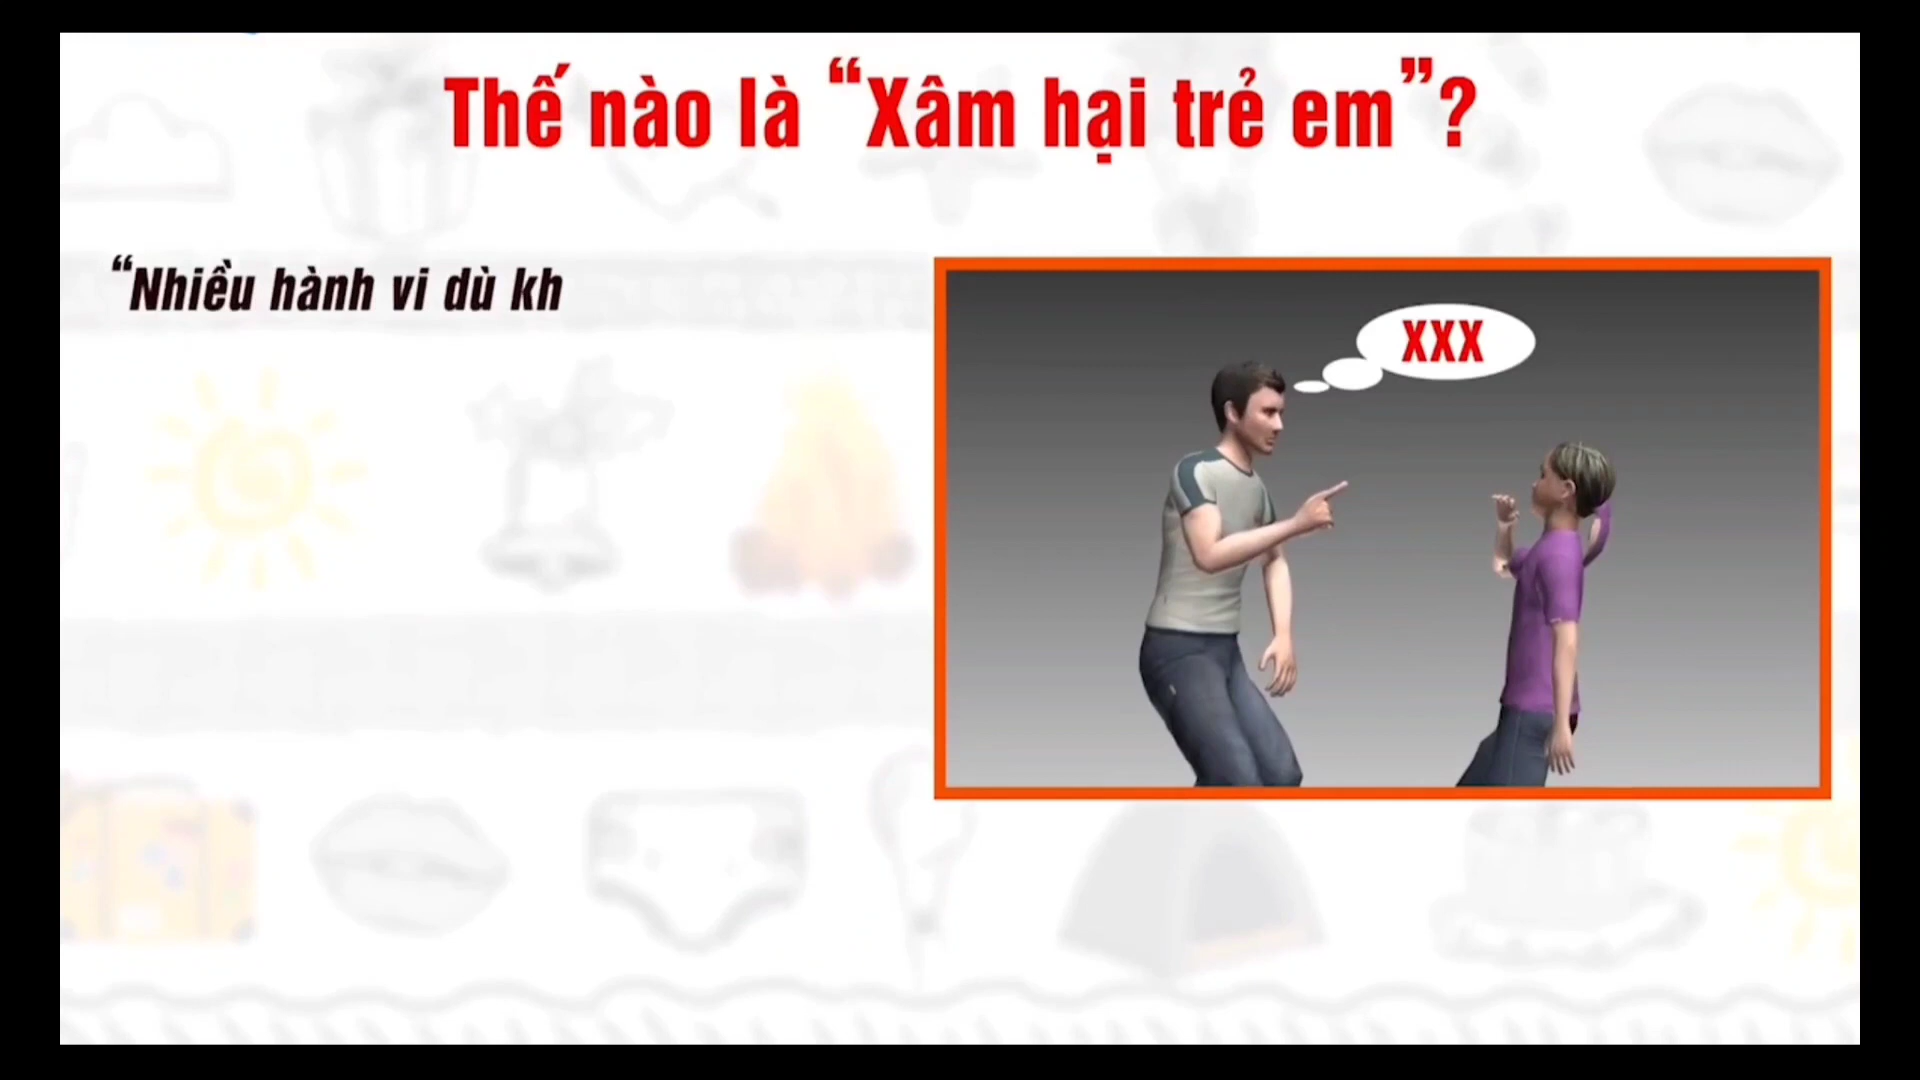 Thế nào là “Xâm hại trẻ em”?
“Nhiều hành vi dù kh
XXX